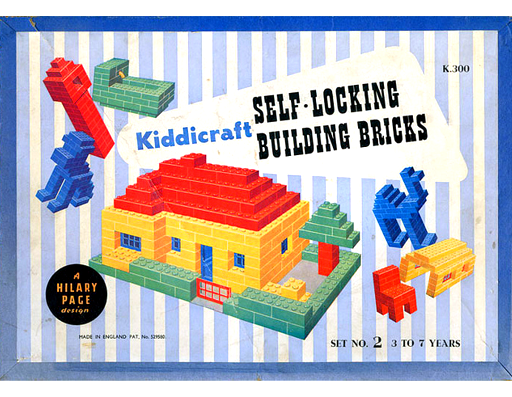 K.300
SELF-LOCKING
Kiddicraft
BUILDING BRICKS
A
HILARY
PAGE
design
MADE IN ENGLAND PAT. No. 529580.
SET NO. 2 3 TO 7 YEARS